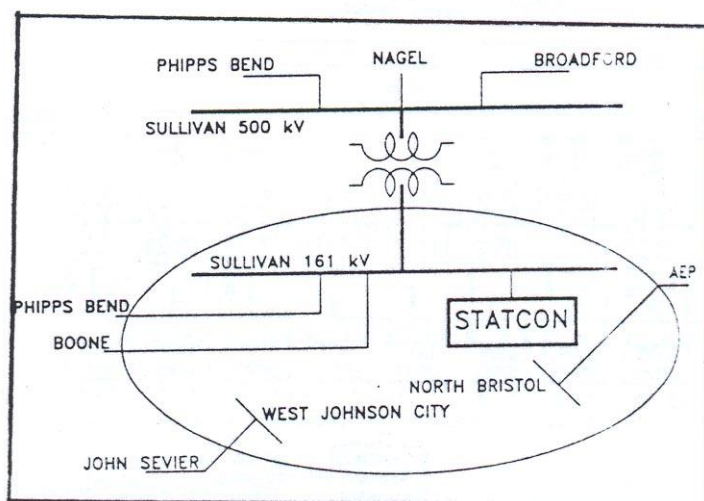 PHIPPS BEND
NAGEL
BROADFORD
SULLIVAN 500 kV
SULLIVAN 161 kV
AEP
PHIPPS BEND
STATCON
BOONE
NORTH BRISTOL
WEST JOHNSON CITY
JOHN SEVIER